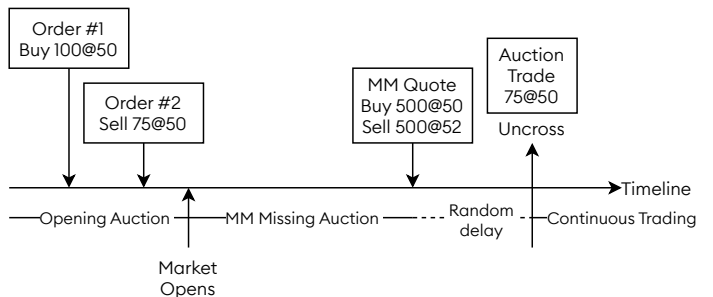 Order #1
Buy 100@50
Order #2
Sell 75@50
MM Quote
Buy 500@50
Sell 500@52
Auction
Trade
75@50
Uncross
Timeline
Opening Auction
MM Missing Auction
Random
delay
Continuous Trading
Market
Opens